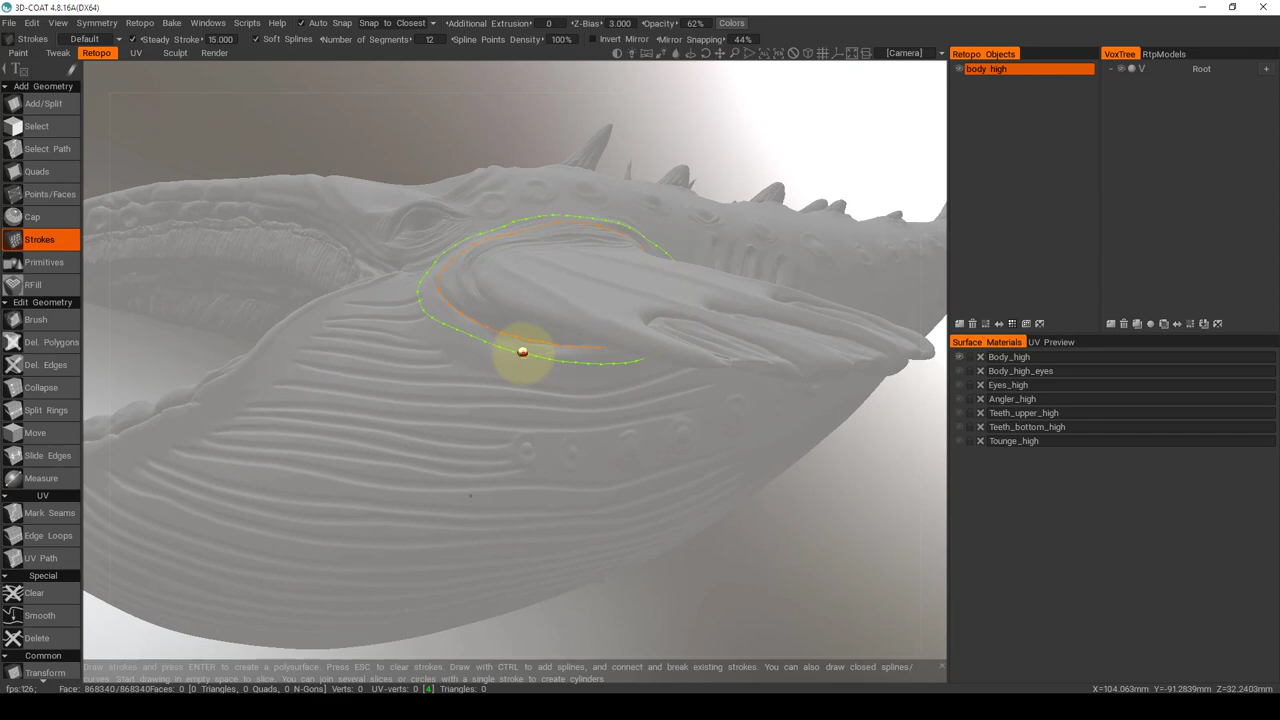 3D-COAT 4.8.16A(DX64)
File Edit View Symmetry Retopo Bake Windows Scripts Help Auto Snap Snap to Closest Additional Extrusion 0 Z-Bias 3.000 Opacity 62% Colors
Strokes Default Steady Stroke 15.000 Soft Splines Number of Segments 12 Spline Points Density 100% Invert Mirror Mirror Snapping 44%
Paint Tweak Retopo UV Sculpt Render [Camera] Retopo Objects VoxTree RtpModels
body high V Root +
Add Geometry
Add/Split
Select
Select Path
Quads
Points/Faces
Cap
Strokes
Primitives
RFill
Edit Geometry
Brush
Del. Polygons
Del. Edges
Collapse
Split Rings
Move
Slide Edges
Measure
UV
Mark Seams
Edge Loops
UV Path
Special
Clear
Smooth
Delete
Common
Transform
Surface Materials UV Preview
Body_high
Body_high_eyes
Eyes_high
Angler_high
Teeth_upper_high
Teeth_bottom_high
Tounge_high
Draw strokes and press ENTER to create a polysurface. Press ESC to clear strokes. Draw with CTRL to add splines, and connect and break existing strokes. You can also draw closed splines/
curves. Start drawing in empty space to slice. You can join several slices or circles with a single stroke to create cylinders
fps:126; Face: 868340/868340Faces: 0 [0 Triangles, 0 Quads, 0 N-Gons] Verts: 0 UV-verts: 0 [4] Triangles: 0 X=104.063mm Y=-91.2839mm Z=32.2403mm